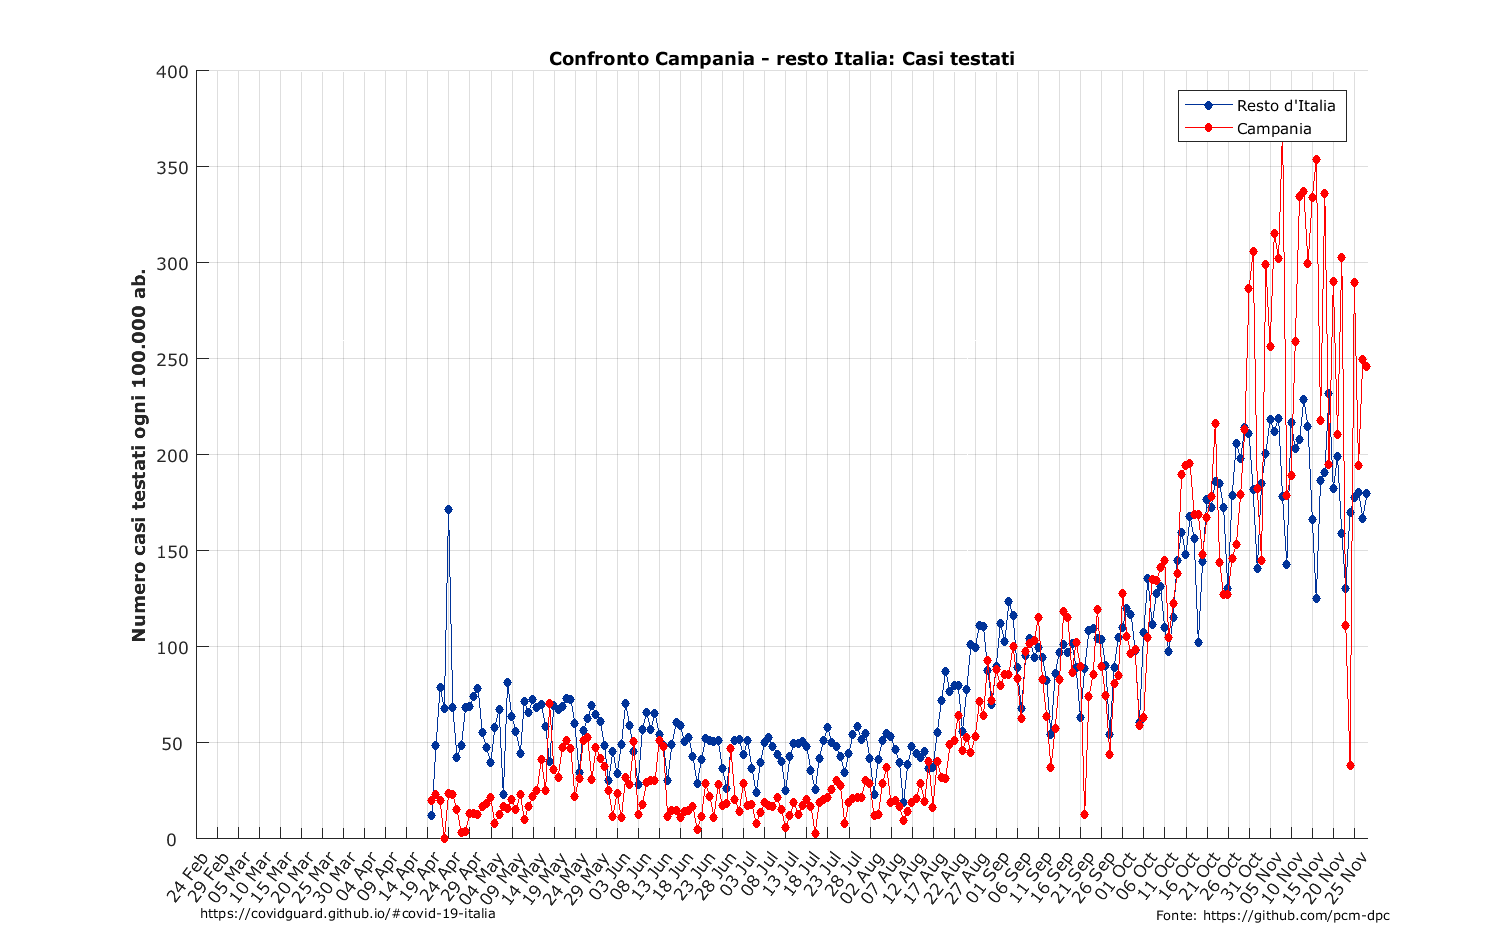 Confronto Campania - resto Italia: Casi testati
Resto d'Italia
Campania
Numero casi testati ogni 100.000 ab.
400
350
300
250
200
150
100
50
0
24 Feb
29 Feb
05 Mar
10 Mar
15 Mar
20 Mar
25 Mar
30 Mar
04 Apr
09 Apr
14 Apr
19 Apr
24 Apr
29 Apr
04 May
09 May
14 May
19 May
24 May
29 May
03 Jun
08 Jun
13 Jun
18 Jun
23 Jun
28 Jun
03 Jul
08 Jul
13 Jul
18 Jul
23 Jul
28 Jul
02 Aug
07 Aug
12 Aug
17 Aug
22 Aug
27 Aug
01 Sep
06 Sep
11 Sep
16 Sep
21 Sep
26 Sep
01 Oct
06 Oct
11 Oct
16 Oct
21 Oct
26 Oct
31 Oct
05 Nov
10 Nov
15 Nov
20 Nov
25 Nov
https://covidguard.github.io/#covid-19-italia
Fonte: https://github.com/pcm-dpc